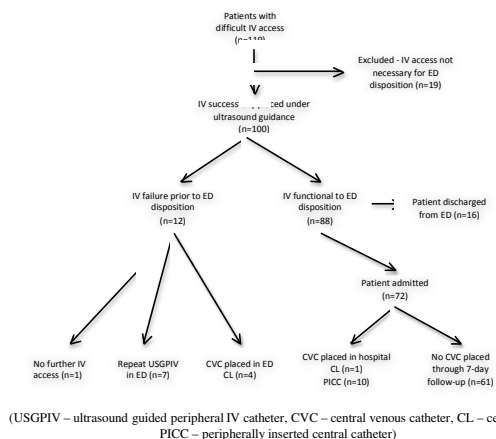 Patients with
difficult IV access
(n=119)
Excluded - IV access not
necessary for ED
disposition (n=19)
IV under
ultrasound guidance
(n=100)
IV failure prior to ED
disposition
(n=12)
IV functional to ED
disposition
(n=88)
Patient discharged
from ED (n=16)
Patient admitted
(n=72)
No further IV
access (n=1)
Repeat USGPIV
in ED (n=7)
CVC placed in ED
CL (n=4)
CVC placed in hospital
CL (n=1)
PICC (n=10)
No CVC placed
through 7-day
follow-up (n=61)
(USGPIV – ultrasound guided peripheral IV catheter, CVC – central venous catheter, CL – ce
PICC – peripherally inserted central catheter)